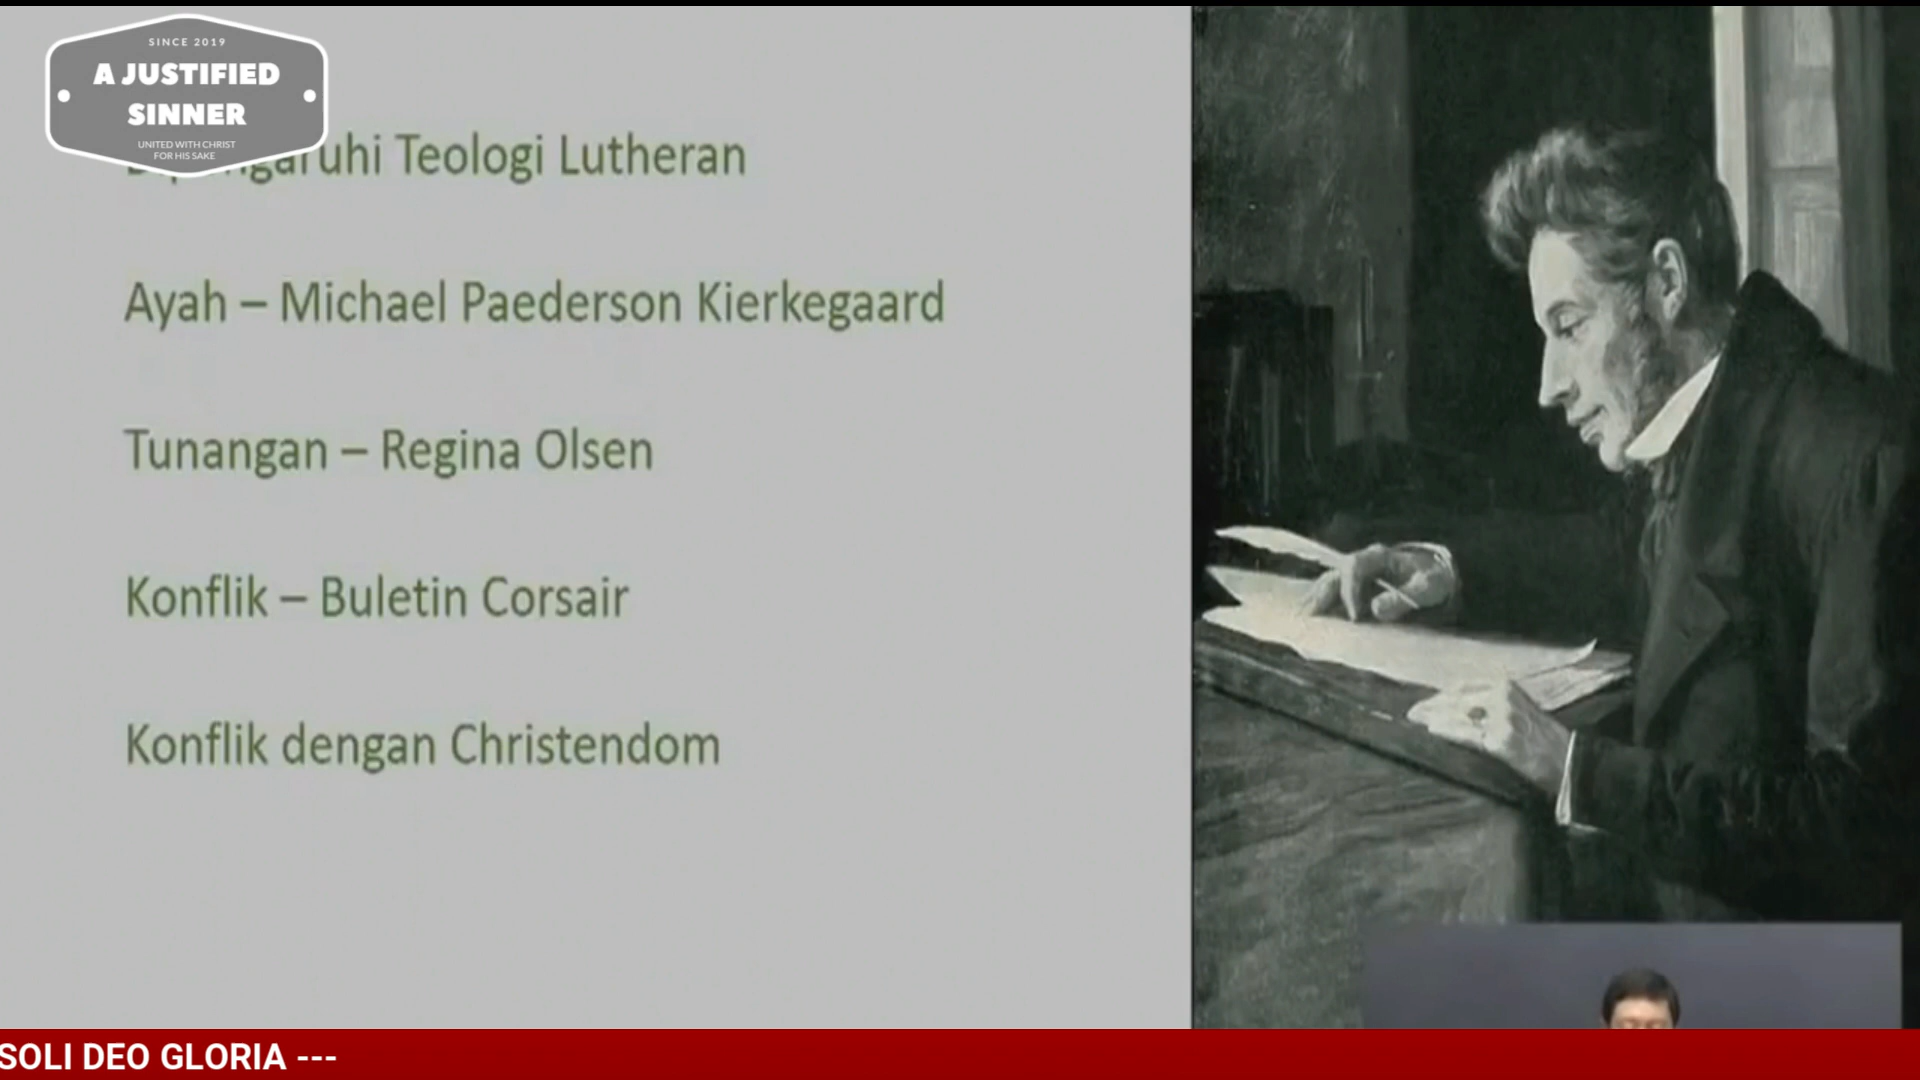 SINCE 2019
A JUSTIFIED
SINNER
UNITED WITH CHRIST
FOR HIS SAKE
Teologi Lutheran
Ayah – Michael Paederson Kierkegaard
Tunangan – Regina Olsen
Konflik – Buletin Corsair
Konflik dengan Christendom
SOLI DEO GLORIA ---